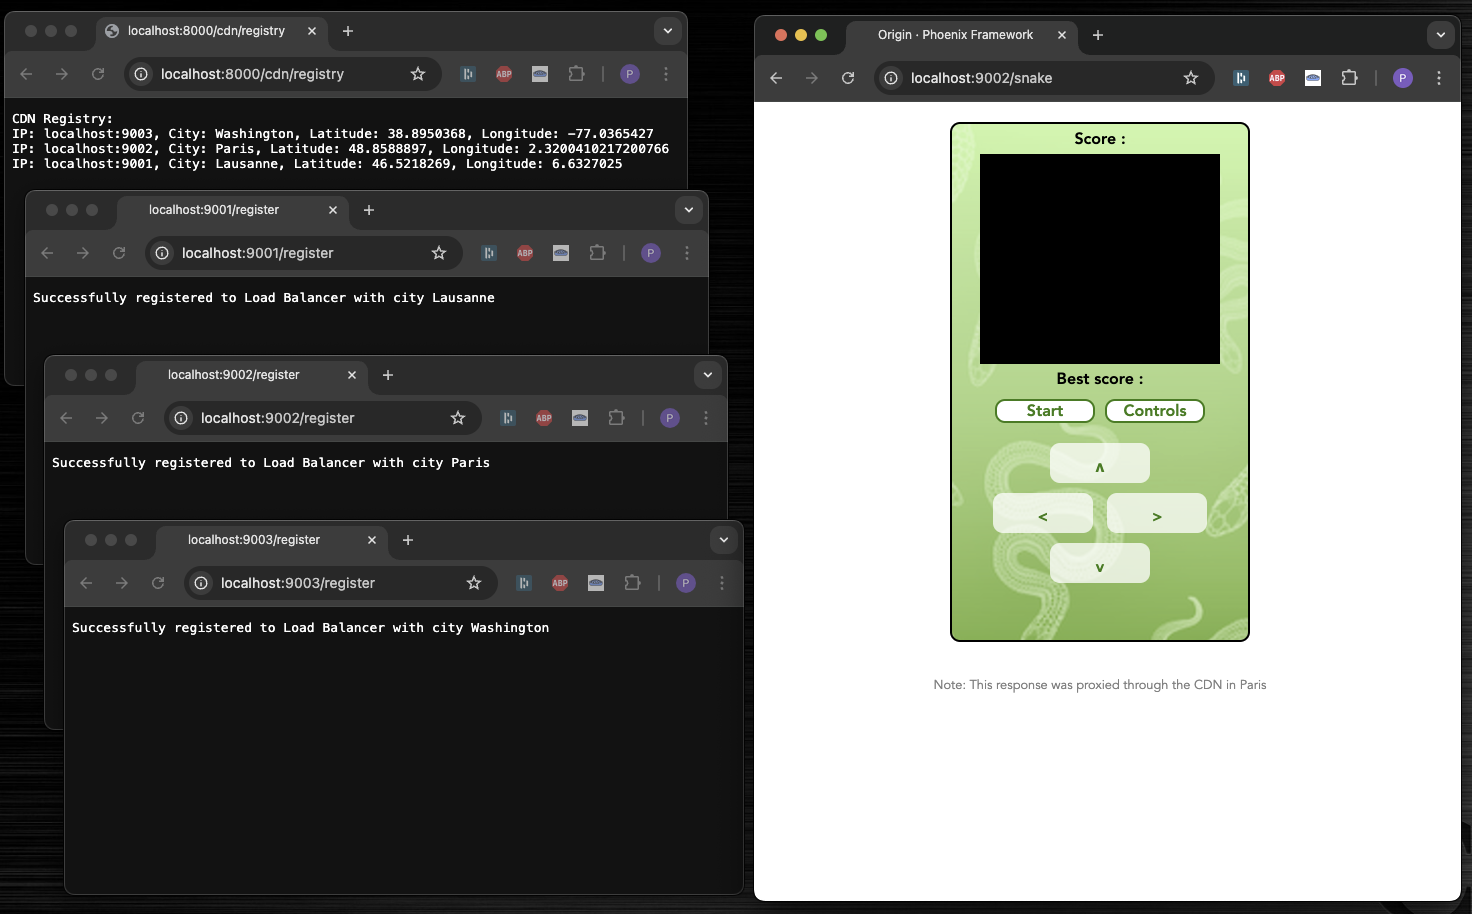 localhost:8000/cdn/registry
localhost:8000/cdn/registry
ABP
P
CDN Registry:
IP: localhost:9003, City: Washington, Latitude: 38.8950368, Longitude: -77.0365427
IP: localhost:9002, City: Paris, Latitude: 48.8588897, Longitude: 2.3200410217200766
IP: localhost:9001, City: Lausanne, Latitude: 46.5218269, Longitude: 6.6327025
localhost:9001/register
localhost:9001/register
ABP
P
Successfully registered to Load Balancer with city Lausanne
localhost:9002/register
localhost:9002/register
ABP
P
Successfully registered to Load Balancer with city Paris
localhost:9003/register
localhost:9003/register
ABP
P
Successfully registered to Load Balancer with city Washington
Origin · Phoenix Framework
localhost:9002/snake
ABP
P
Score :
Best score :
Start Controls
ʌ
< >
v
Note: This response was proxied through the CDN in Paris